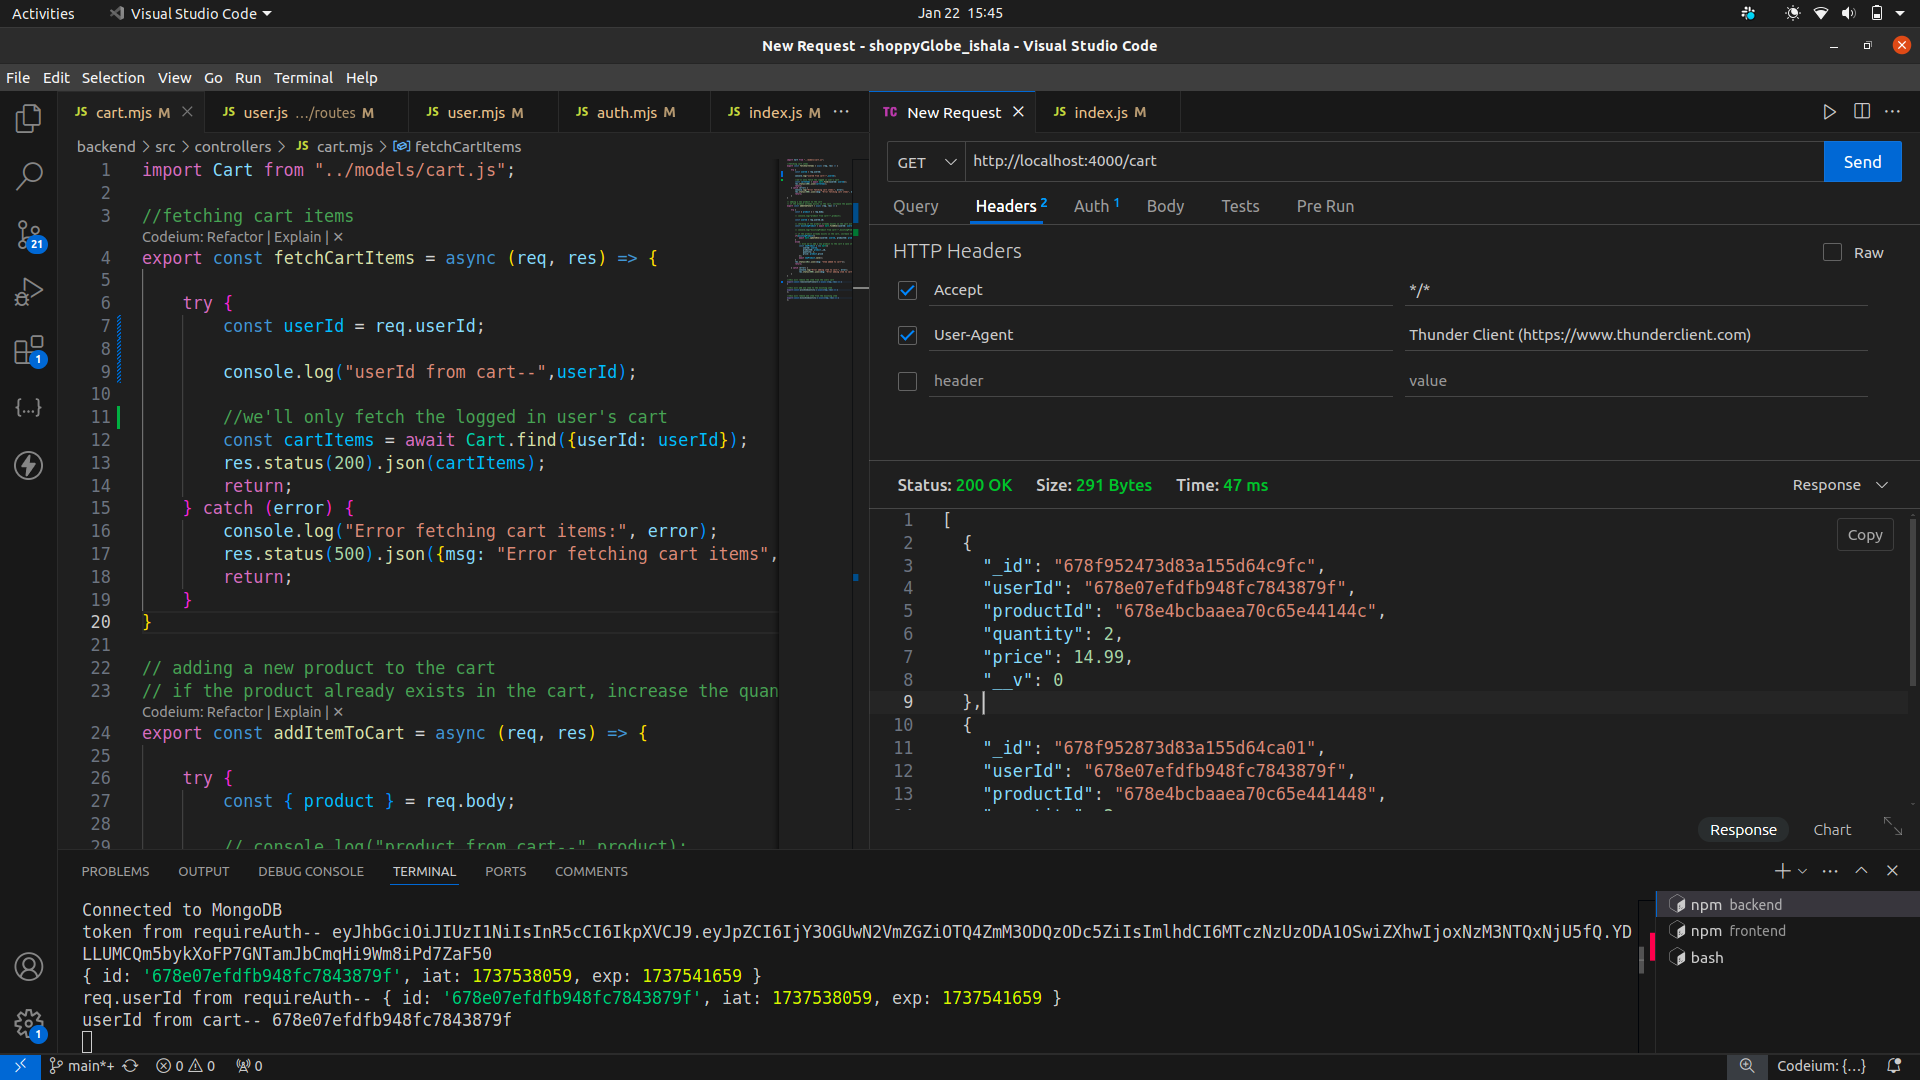 Activities
Visual Studio Code
Jan 22 15:45
New Request - shoppyGlobe_ishala - Visual Studio Code
File Edit Selection View Go Run Terminal Help
JS cart.mjs M
JS user.js .../routes M
JS user.mjs M
JS auth.mjs M
JS index.js M ···
backend > src > controllers > JS cart.mjs > fetchCartItems
1 import Cart from "../models/cart.js";
2
3 //fetching cart items
Codeium: Refactor | Explain | ×
4 export const fetchCartItems = async (req, res) => {
5
6 try {
7 const userId = req.userId;
8
9 console.log("userId from cart--",userId);
10
11 //we'll only fetch the logged in user's cart
12 const cartItems = await Cart.find({userId: userId});
13 res.status(200).json(cartItems);
14 return;
15 } catch (error) {
16 console.log("Error fetching cart items:", error);
17 res.status(500).json({msg: "Error fetching cart items",
18 return;
19 }
20 }
21
22 // adding a new product to the cart
23 // if the product already exists in the cart, increase the quan
Codeium: Refactor | Explain | ×
24 export const addItemToCart = async (req, res) => {
25
26 try {
27 const { product } = req.body;
28
29 // console.log("product from cart--",product);
TC New Request ×
JS index.js M
GET http://localhost:4000/cart Send
Query Headers 2 Auth 1 Body Tests Pre Run
HTTP Headers Raw
Accept */*
User-Agent Thunder Client (https://www.thunderclient.com)
header value
Status: 200 OK Size: 291 Bytes Time: 47 ms Response
Copy
1 [
2 {
3 "_id": "678f952473d83a155d64c9fc",
4 "userId": "678e07efdfb948fc7843879f",
5 "productId": "678e4bcbaaea70c65e44144c",
6 "quantity": 2,
7 "price": 14.99,
8 "__v": 0
9 },
10 {
11 "_id": "678f952873d83a155d64ca01",
12 "userId": "678e07efdfb948fc7843879f",
13 "productId": "678e4bcbaaea70c65e441448",
Response Chart
PROBLEMS OUTPUT DEBUG CONSOLE TERMINAL PORTS COMMENTS
Connected to MongoDB
token from requireAuth-- eyJhbGciOiJIUzI1NiIsInR5cCI6IkpXVCJ9.eyJpZCI6IjY3OGUwN2VmZGZiOTQ4ZmM3ODQzODc5ZiIsImlhdCI6MTczNzUzODA1OSwiZXhwIjoxNzM3NTQxNjU5fQ.YD
LLUMCQm5bykXoFP7GNTamJbCmqHi9Wm8iPd7ZaF50
{ id: '678e07efdfb948fc7843879f', iat: 1737538059, exp: 1737541659 }
req.userId from requireAuth-- { id: '678e07efdfb948fc7843879f', iat: 1737538059, exp: 1737541659 }
userId from cart-- 678e07efdfb948fc7843879f
npm backend
npm frontend
bash
21
1
1
main*+ 0 0 0
Codeium: {...}